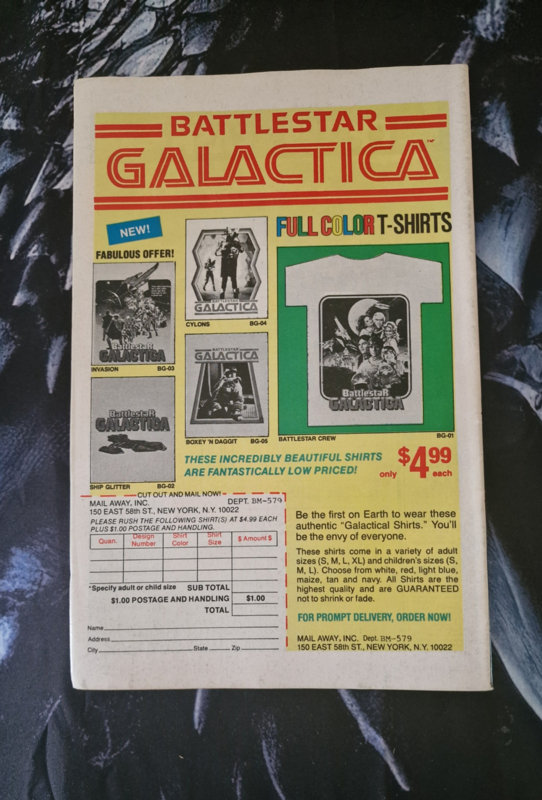 BATTLESTAR
GALACTICA™
NEW!
FABULOUS OFFER!
FULL COLOR T-SHIRTS
Battlestar
GALACTICA
INVASION BG-03
BATTLESTAR
GALACTICA
CYLONS BG-04
Battlestar
GALACTICA
SHIP GLITTER BG-02
BATTLESTAR
GALACTICA
BOXEY 'N DAGGIT BG-05
Battlestar
GALACTICA
BATTLESTAR CREW BG-01
THESE INCREDIBLY BEAUTIFUL SHIRTS
ARE FANTASTICALLY LOW PRICED!
only $4.99 each
CUT OUT AND MAIL NOW!
MAIL AWAY, INC. DEPT. BM-579
150 EAST 58th ST., NEW YORK, N.Y. 10022
PLEASE RUSH THE FOLLOWING SHIRT(S) AT $4.99 EACH
PLUS $1.00 POSTAGE AND HANDLING.
Quan. Design Number Shirt Color Shirt Size $ Amount $
*Specify adult or child size SUB TOTAL
$1.00 POSTAGE AND HANDLING $1.00
TOTAL
Name
Address
City State Zip
Be the first on Earth to wear these
authentic "Galactical Shirts." You'll
be the envy of everyone.
These shirts come in a variety of adult
sizes (S, M, L, XL) and children's sizes (S,
M, L). Choose from white, red, light blue,
maize, tan and navy. All Shirts are the
highest quality and are GUARANTEED
not to shrink or fade.
FOR PROMPT DELIVERY, ORDER NOW!
MAIL AWAY, INC. Dept. BM-579
150 EAST 58th ST., NEW YORK, N.Y. 10022